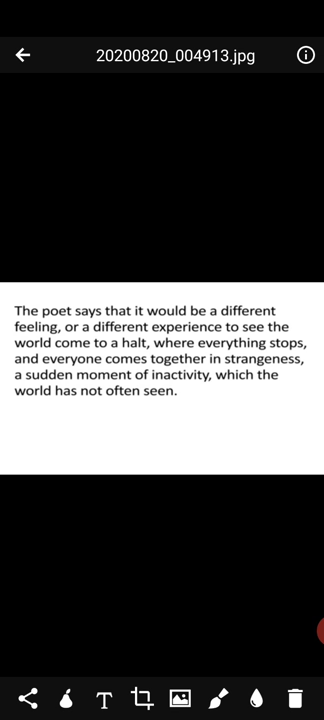 20200820_004913.jpg
The poet says that it would be a different
feeling, or a different experience to see the
world come to a halt, where everything stops,
and everyone comes together in strangeness,
a sudden moment of inactivity, which the
world has not often seen.
T